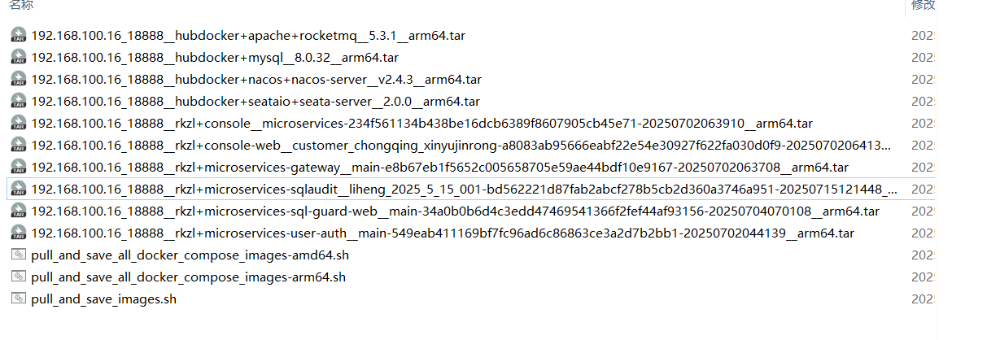 名称 修改
192.168.100.16_18888__hubdocker+apache+rocketmq__5.3.1__arm64.tar 2025
192.168.100.16_18888__hubdocker+mysql__8.0.32__arm64.tar 2025
192.168.100.16_18888__hubdocker+nacos+nacos-server__v2.4.3__arm64.tar 2025
192.168.100.16_18888__hubdocker+seataio+seata-server__2.0.0__arm64.tar 2025
192.168.100.16_18888__rkzl+console__microservices-234f561134b438be16dcb6389f8607905cb45e71-20250702063910__arm64.tar 2025
192.168.100.16_18888__rkzl+console-web__customer_chongqing_xinyujinrong-a8083ab95666eabf22e54e30927f622fa030d0f9-2025070206413... 2025
192.168.100.16_18888__rkzl+microservices-gateway__main-e8b67eb1f5652c005658705e59ae44bdf10e9167-20250702063708__arm64.tar 2025
192.168.100.16_18888__rkzl+microservices-sqlaudit__liheng_2025_5_15_001-bd562221d87fab2abcf278b5cb2d360a3746a951-20250715121448_... 2025
192.168.100.16_18888__rkzl+microservices-sql-guard-web__main-34a0b0b6d4c3edd47469541366f2fef44af93156-20250704070108__arm64.tar 2025
192.168.100.16_18888__rkzl+microservices-user-auth__main-549eab411169bf7fc96ad6c86863ce3a2d7b2bb1-20250702044139__arm64.tar 2025
pull_and_save_all_docker_compose_images-amd64.sh 2025
pull_and_save_all_docker_compose_images-arm64.sh 2025
pull_and_save_images.sh 2025